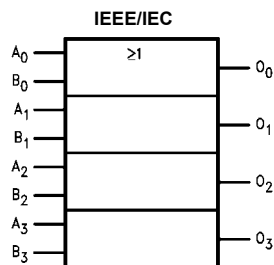 IEEE/IEC
≥1
A₀
B₀
O₀
A₁
B₁
O₁
A₂
B₂
O₂
A₃
B₃
O₃